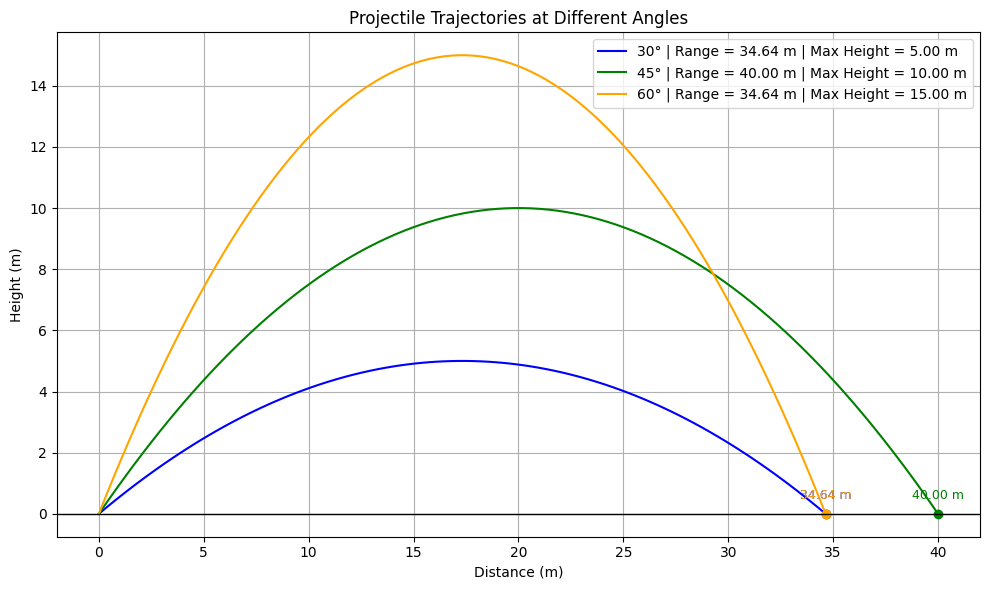 Projectile Trajectories at Different Angles
30° | Range = 34.64 m | Max Height = 5.00 m
45° | Range = 40.00 m | Max Height = 10.00 m
60° | Range = 34.64 m | Max Height = 15.00 m
Height (m)
14
12
10
8
6
4
2
0
34.64 m
40.00 m
0 5 10 15 20 25 30 35 40
Distance (m)